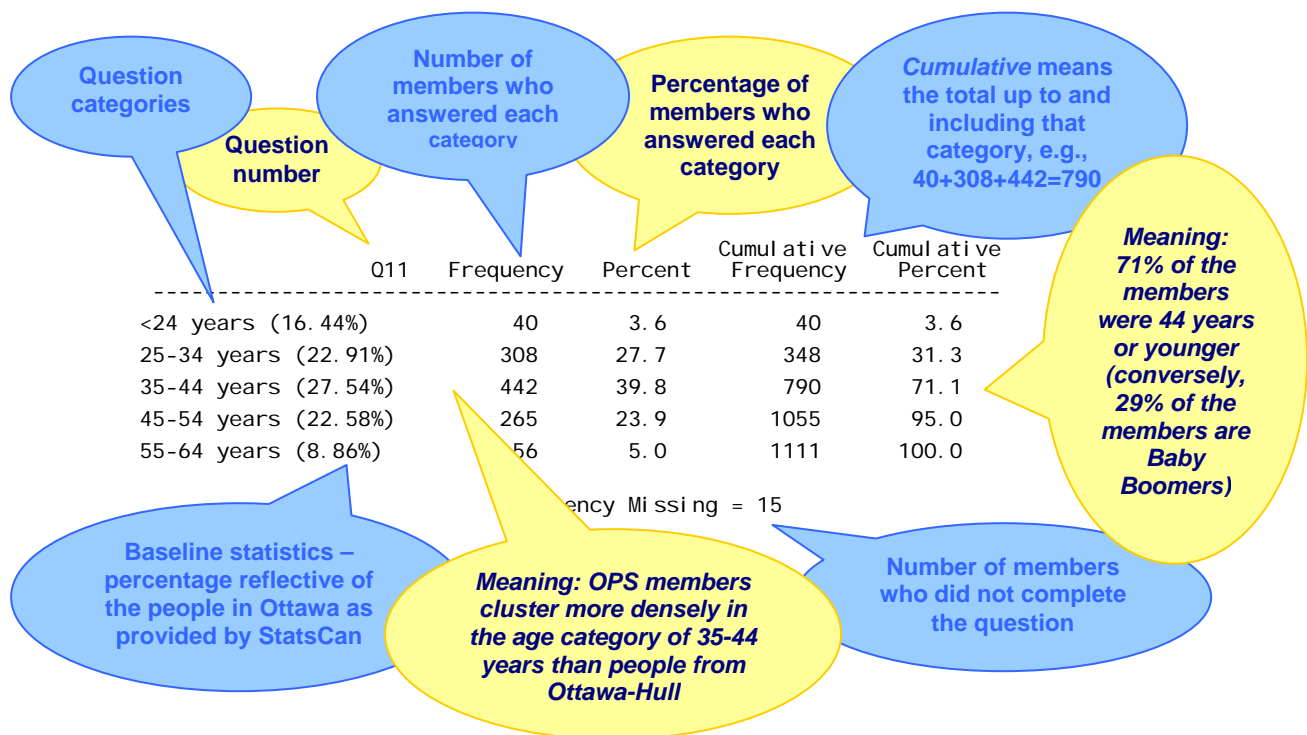 Question
categories
Question
number
Number of
members who
answered each
category
Percentage of
members who
answered each
category
Cumulative means
the total up to and
including that
category, e.g.,
40+308+442=790
Meaning:
71% of the
members
were 44 years
or younger
(conversely,
29% of the
members are
Baby
Boomers)
Cumulative Cumulative
Q11 Frequency Percent Frequency Percent
--------------------------------------------------------------------
<24 years (16.44%) 40 3.6 40 3.6
25-34 years (22.91%) 308 27.7 348 31.3
35-44 years (27.54%) 442 39.8 790 71.1
45-54 years (22.58%) 265 23.9 1055 95.0
55-64 years (8.86%) 56 5.0 1111 100.0
ency Missing = 15
Baseline statistics –
percentage reflective of
the people in Ottawa as
provided by StatsCan
Meaning: OPS members
cluster more densely in
the age category of 35-44
years than people from
Ottawa-Hull
Number of members
who did not complete
the question